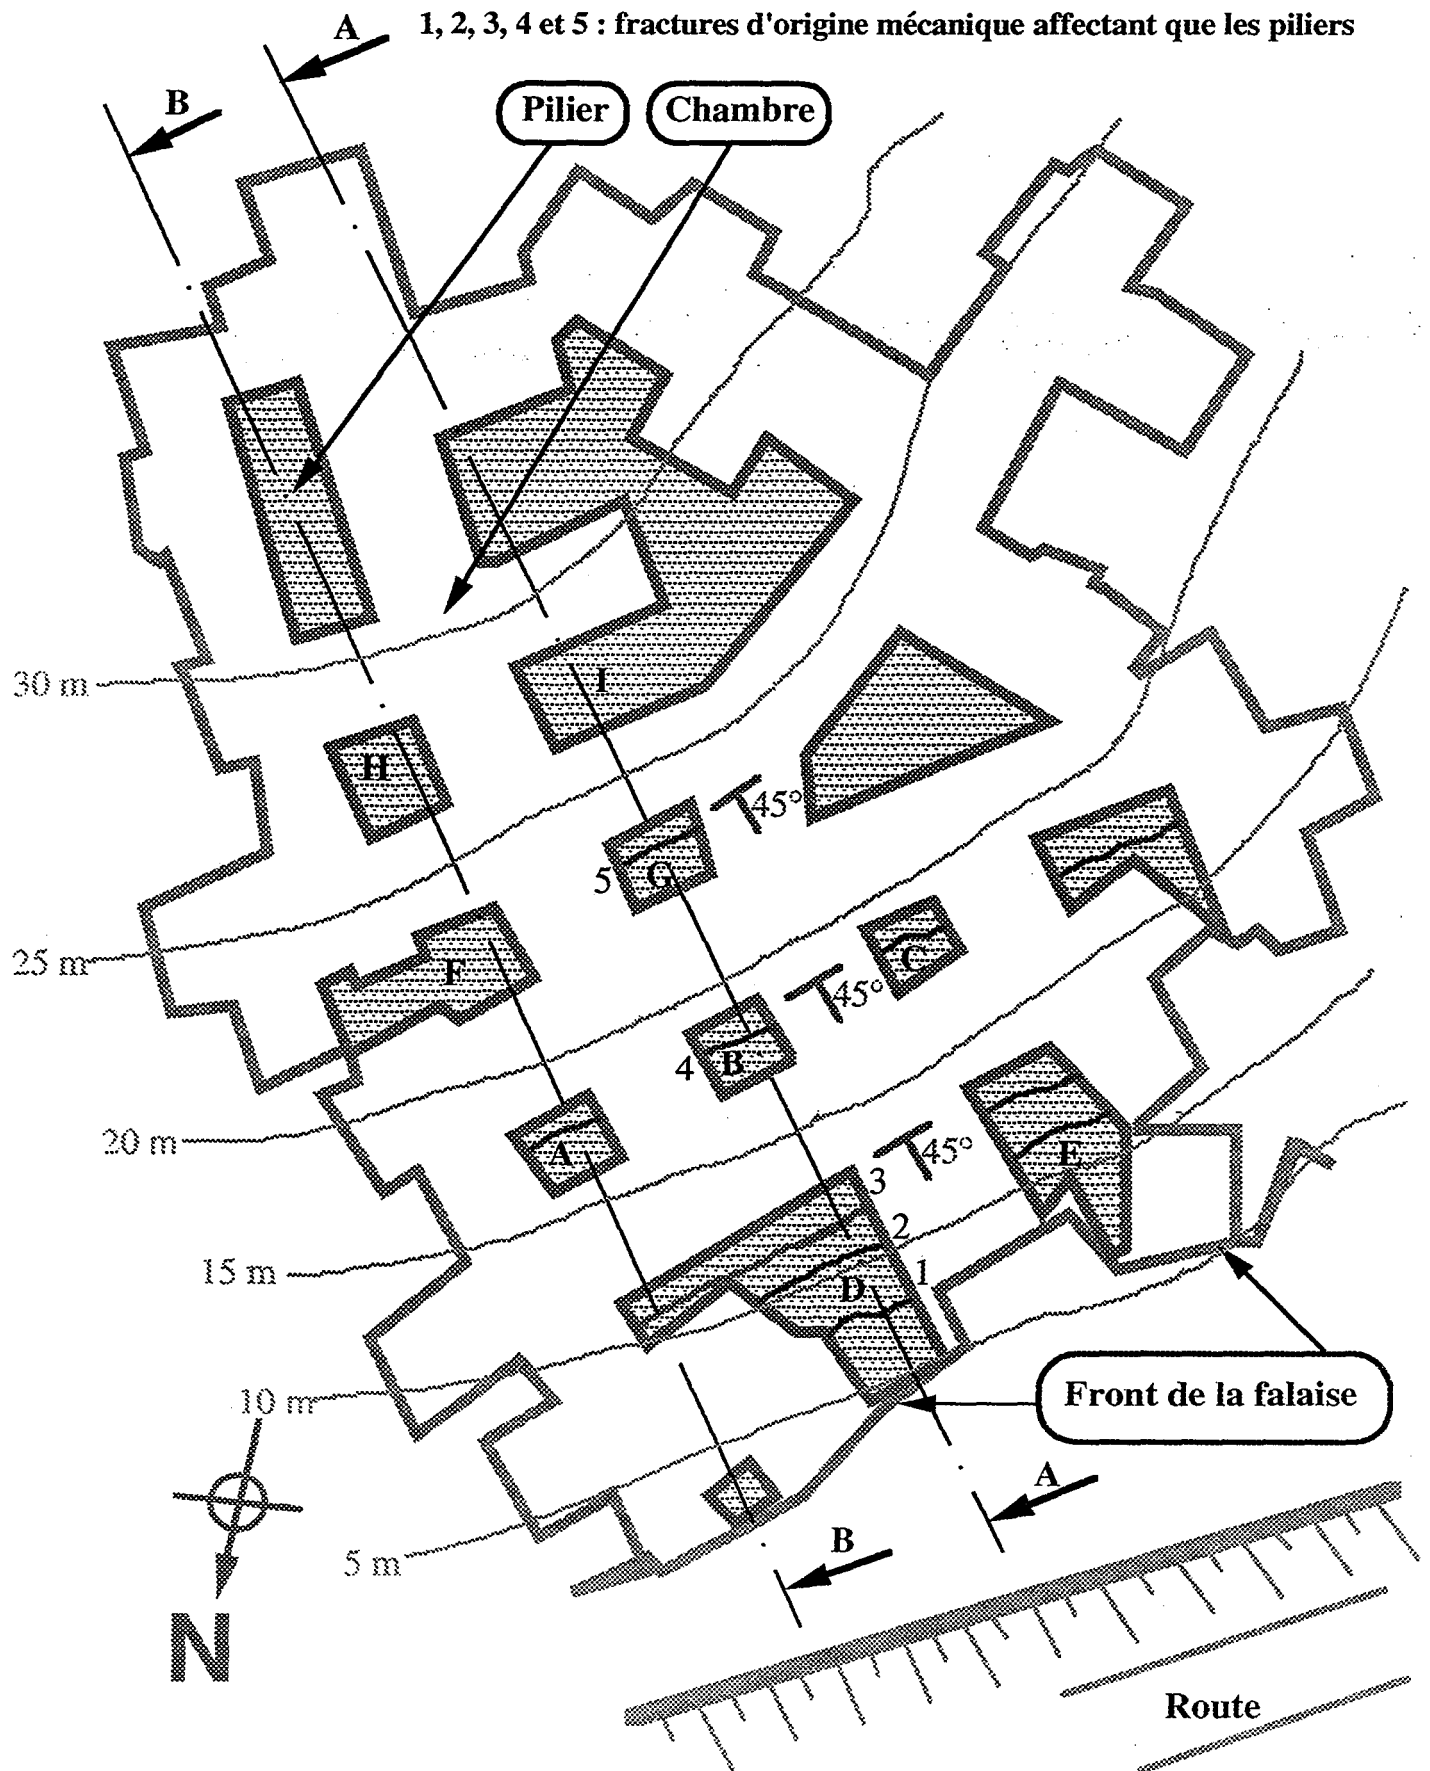 1, 2, 3, 4 et 5 : fractures d'origine mécanique affectant que les piliers
A
B
Pilier
Chambre
30 m
I
H
45°
5
G
25 m
F
C
45°
4
B
20 m
A
E
45°
3
2
15 m
1
D
10 m
Front de la falaise
A
B
5 m
N
Route